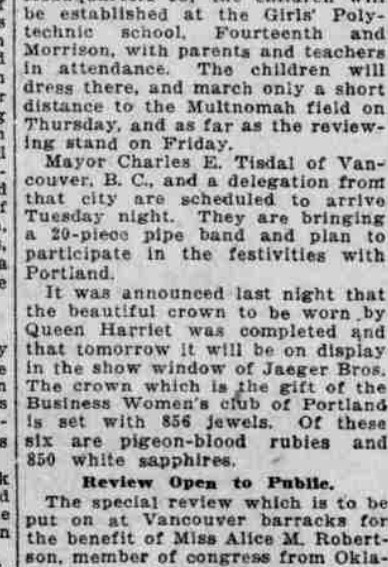 be established at the Girls' Poly-
technic school, Fourteenth and
Morrison, with parents and teachers
in attendance. The children will
dress there, and march only a short
distance to the Multnomah field on
Thursday, and as far as the review-
ing stand on Friday.
Mayor Charles E. Tisdal of Van-
couver, B. C., and a delegation from
that city are scheduled to arrive
Tuesday night. They are bringing
a 20-piece pipe band and plan to
participate in the festivities with
Portland.
It was announced last night that
the beautiful crown to be worn by
Queen Harriet was completed and
that tomorrow it will be on display
in the show window of Jaeger Bros.
The crown which is the gift of the
Business Women's club of Portland
is set with 856 jewels. Of these
six are pigeon-blood rubies and
850 white sapphires.
Review Open to Public.
The special review which is to be
put on at Vancouver barracks for
the benefit of Miss Alice M. Robert-
son, member of congress from Okla-